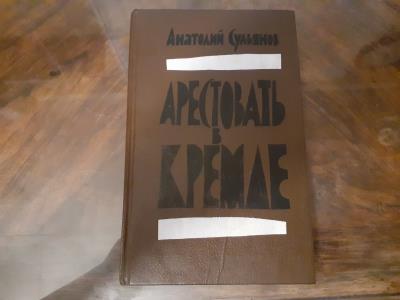 Анатолий Сульянов
Арестовать
в
Кремле